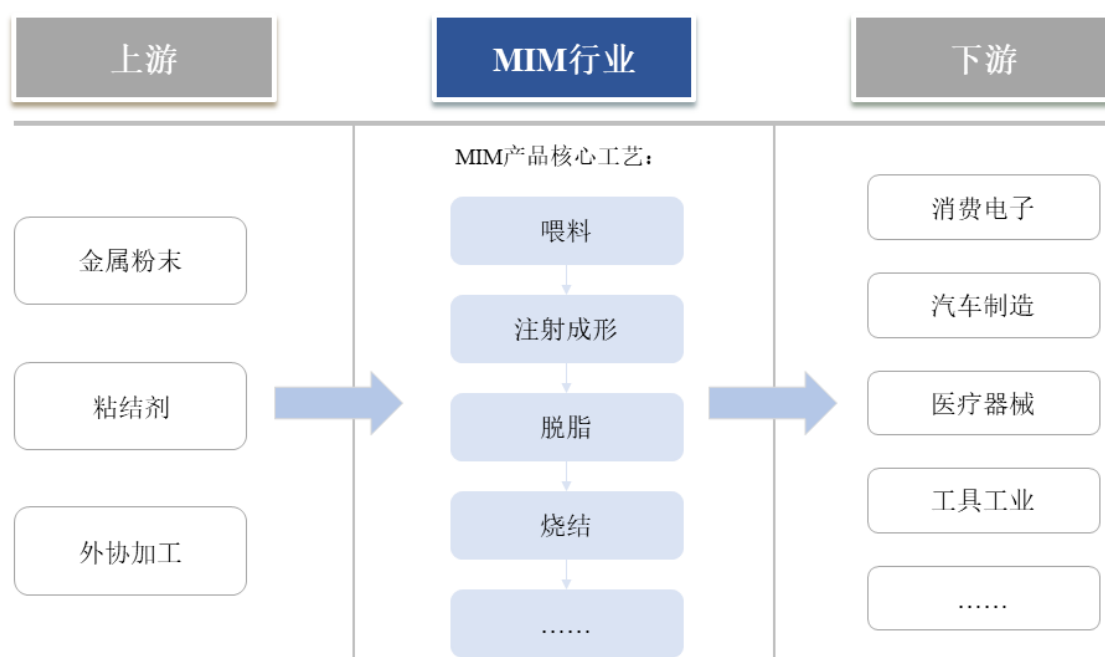 上游
MIM行业
下游
金属粉末
粘结剂
外协加工
MIM产品核心工艺：
喂料
注射成形
脱脂
烧结
……
消费电子
汽车制造
医疗器械
工具工业
……